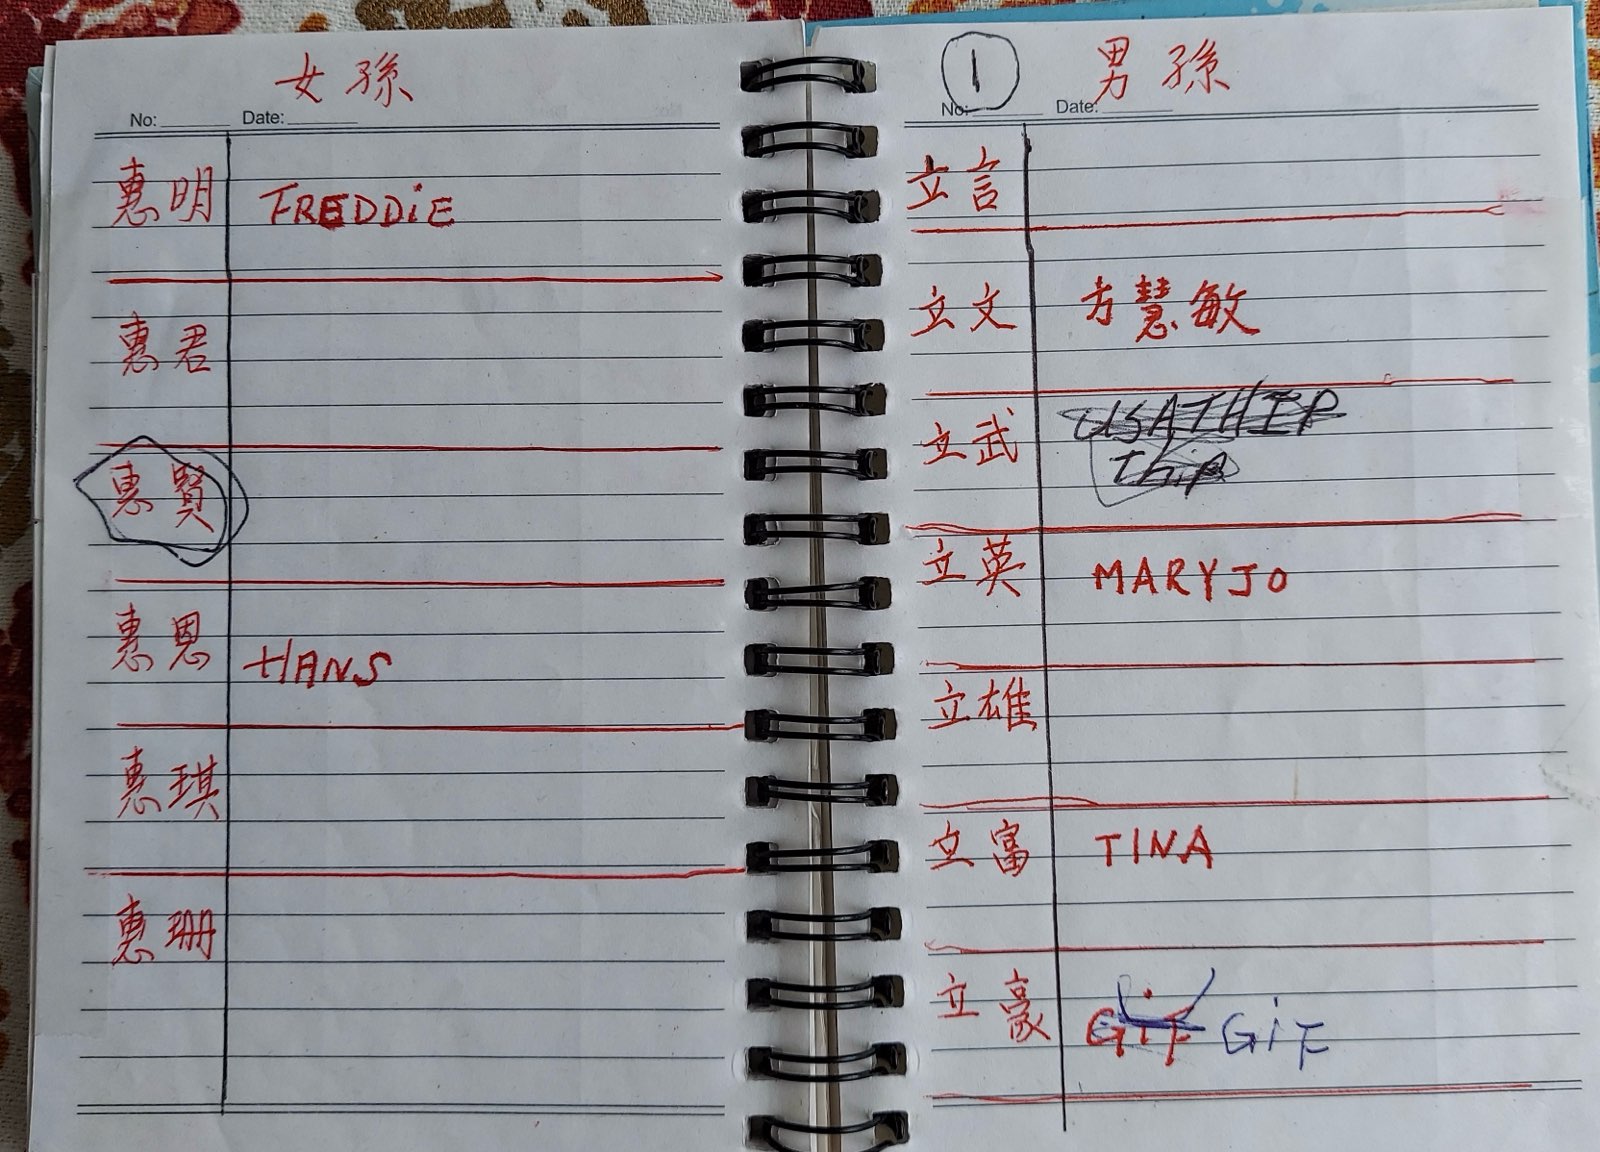 女孫
No: Date:
惠明 FREDDiE
惠君
惠賢
惠恩 HANS
惠琪
惠珊
1 男孫
No: Date:
立言
立文 方慧敏
立武 USATHIP
Thip
立英 MARYJO
立雄
立富 TINA
立豪 GiF GiF